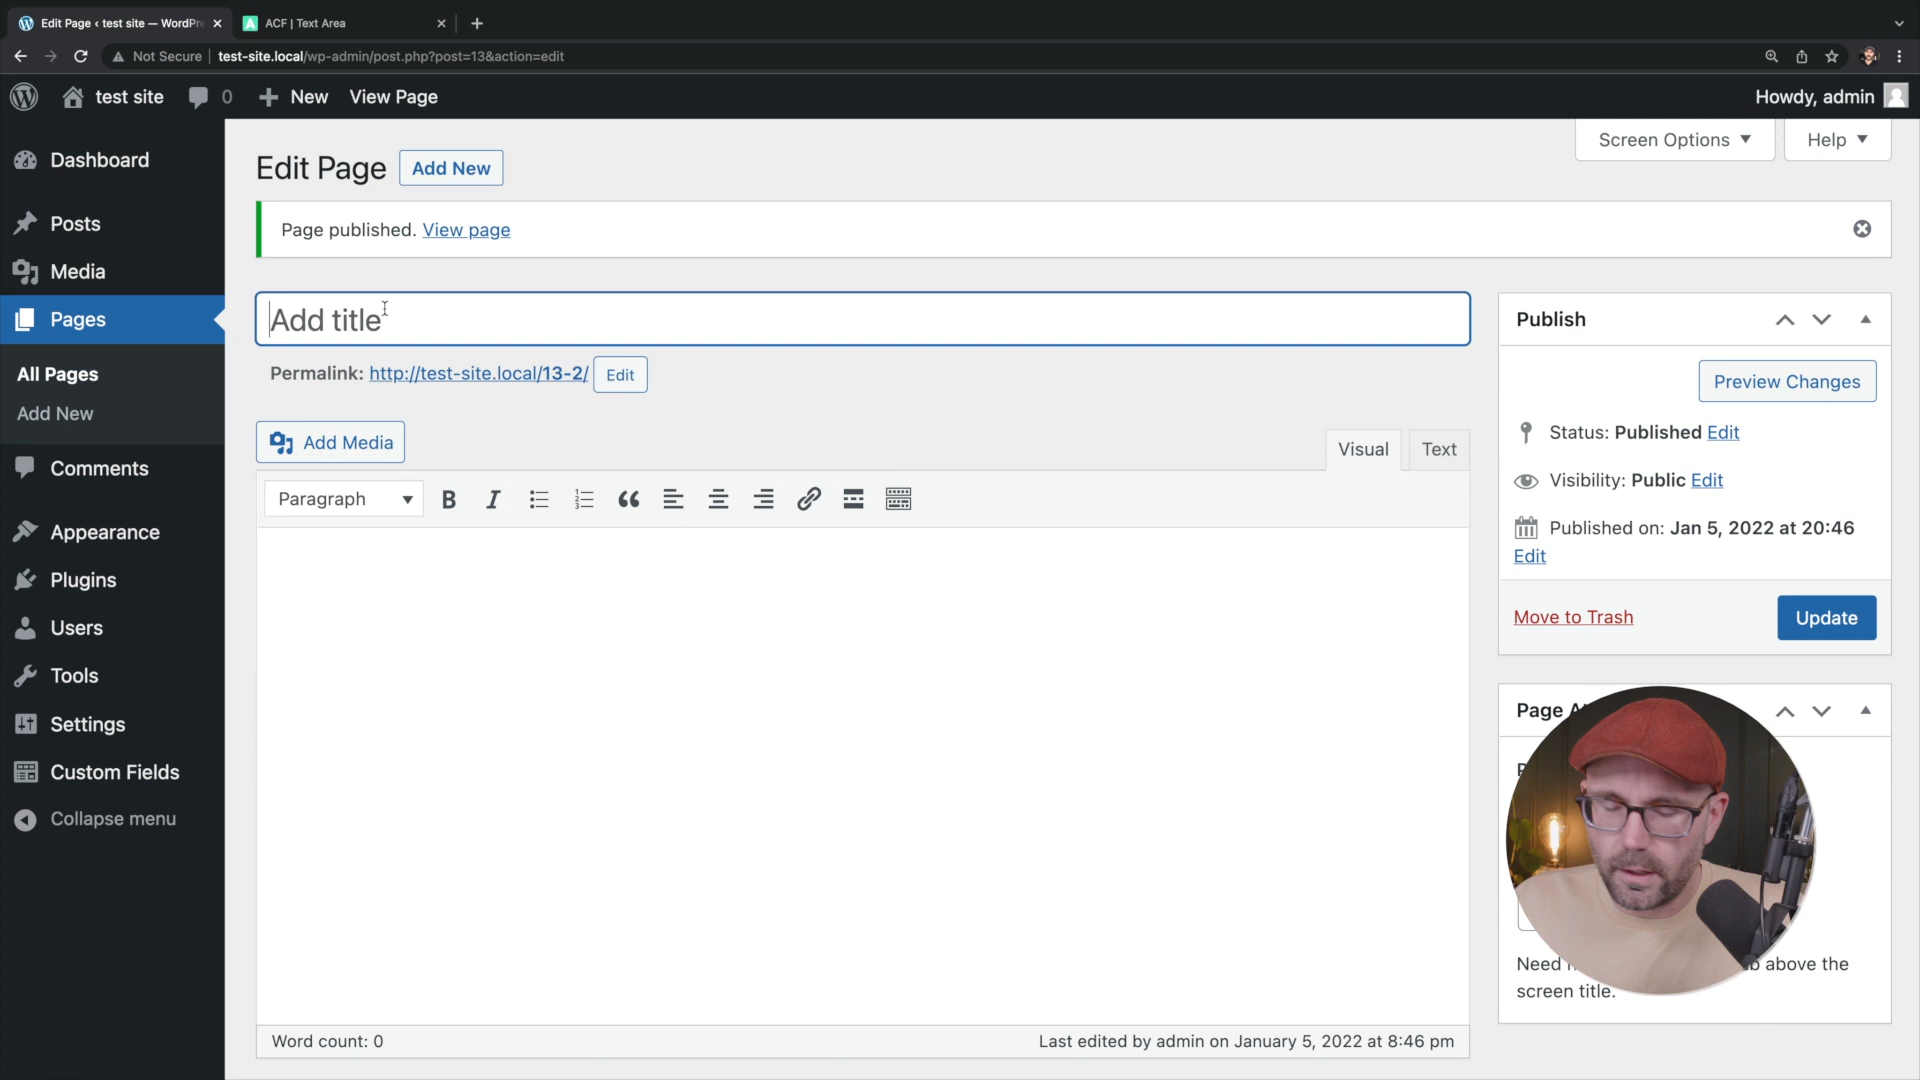 Edit Page ‹ test site — WordPr
ACF | Text Area
Not Secure | test-site.local/wp-admin/post.php?post=13&action=edit
test site
0
New
View Page
Howdy, admin
Screen Options
Help
Dashboard
Posts
Media
Pages
All Pages
Add New
Comments
Appearance
Plugins
Users
Tools
Settings
Custom Fields
Collapse menu
Edit Page
Add New
Page published. View page
Add title
Permalink: http://test-site.local/13-2/ Edit
Add Media
Visual
Text
Paragraph
Word count: 0
Last edited by admin on January 5, 2022 at 8:46 pm
Publish
Preview Changes
Status: Published Edit
Visibility: Public Edit
Published on: Jan 5, 2022 at 20:46
Edit
Move to Trash
Update
Page
Need
above the
screen title.